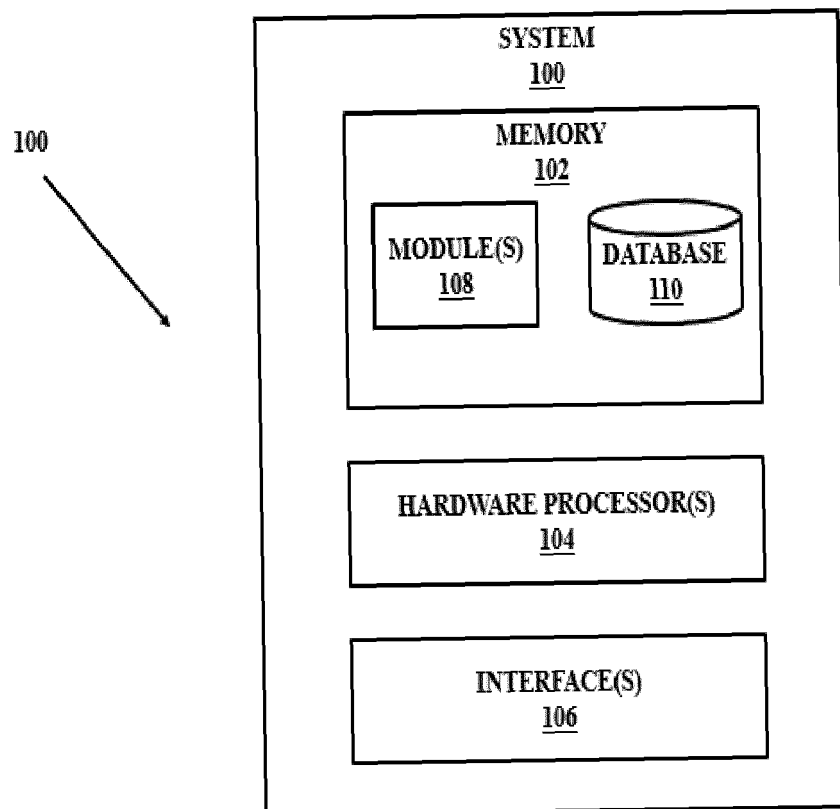 SYSTEM
100
100
MEMORY
102
MODULE(S)
108
DATABASE
110
HARDWARE PROCESSOR(S)
104
INTERFACE(S)
106